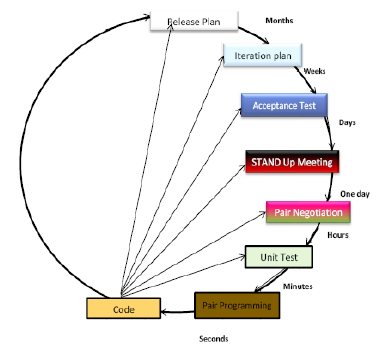 Release Plan
Months
Iteration plan
Weeks
Acceptance Test
Days
STAND Up Meeting
One day
Pair Negotiation
Hours
Unit Test
Minutes
Pair Programming
Code
Seconds